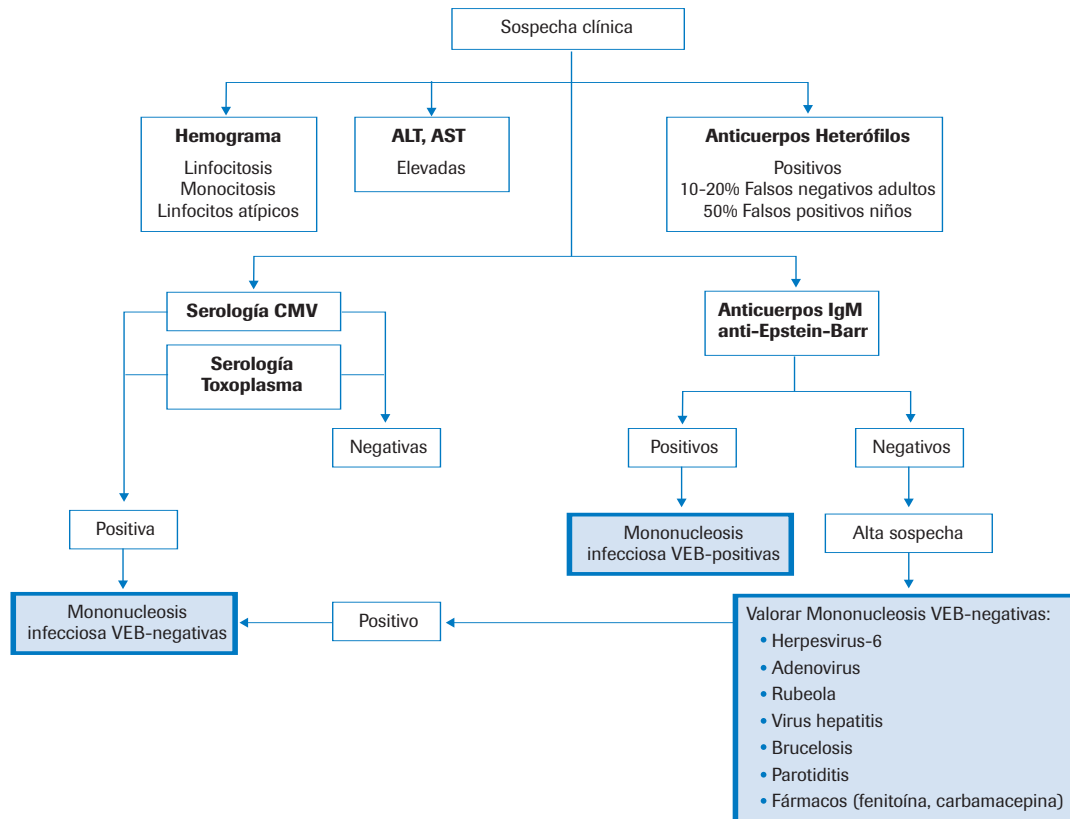 Sospecha clínica
Hemograma
Linfocitosis
Monocitosis
Linfocitos atípicos
ALT, AST
Elevadas
Anticuerpos Heterófilos
Positivos
10-20% Falsos negativos adultos
50% Falsos positivos niños
Serología CMV
Serología
Toxoplasma
Negativas
Positiva
Mononucleosis
infecciosa VEB-negativas
Anticuerpos IgM
anti-Epstein-Barr
Positivos
Negativos
Mononucleosis
infecciosa VEB-positivas
Alta sospecha
Positivo
Valorar Mononucleosis VEB-negativas:
• Herpesvirus-6
• Adenovirus
• Rubeola
• Virus hepatitis
• Brucelosis
• Parotiditis
• Fármacos (fenitoína, carbamacepina)